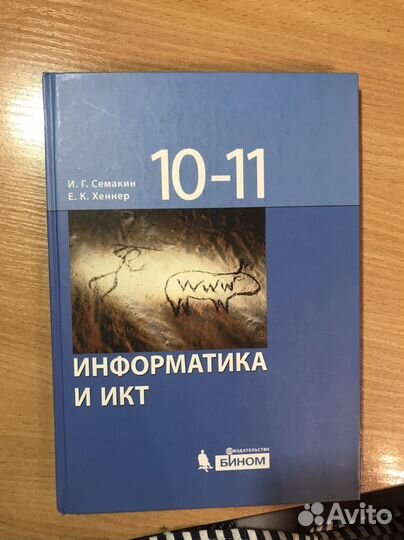 10-11
И. Г. Семакин
Е. К. Хеннер
WWW
ИНФОРМАТИКА
И ИКТ
ИЗДАТЕЛЬСТВО
БИНОМ
Avito